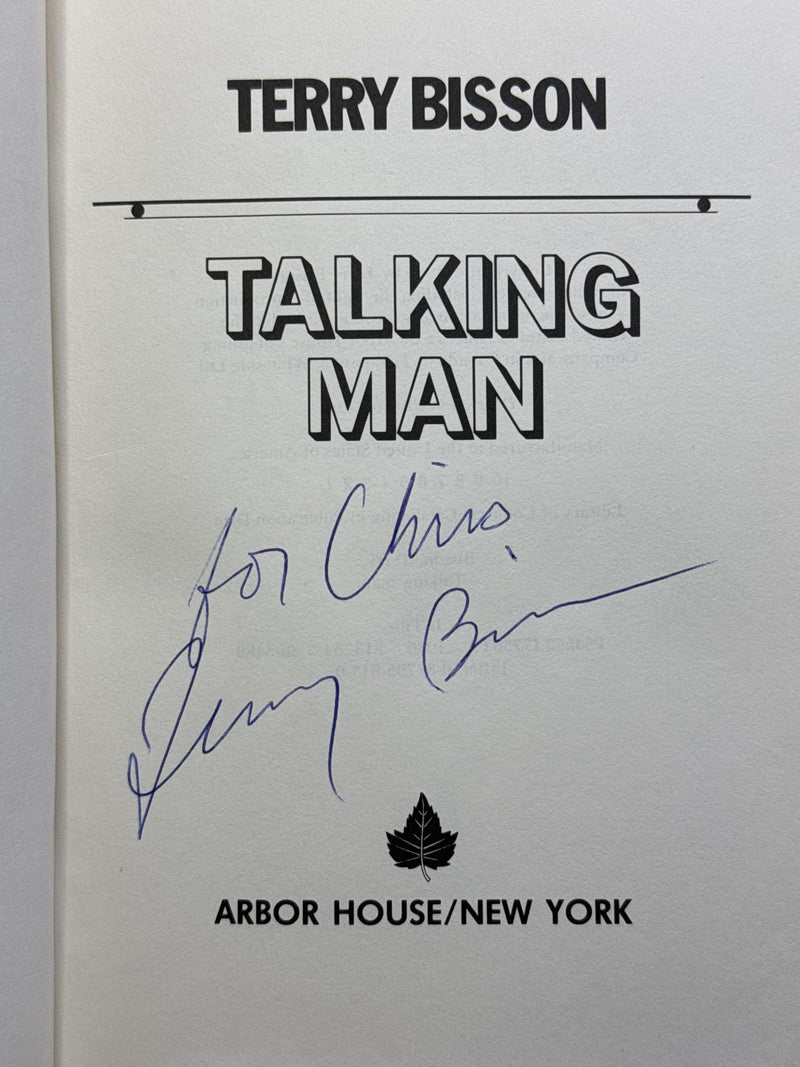 TERRY BISSON
TALKING
MAN
for Chris,
Terry Bisson
ARBOR HOUSE/NEW YORK